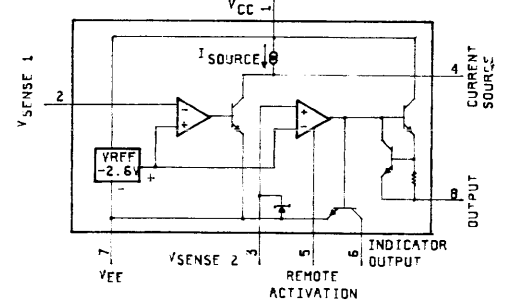 VCC 1
ISOURCE
4
CURRENT
SOURCE
VSENSE 1
2
-
+
+
-
VREF
-2.6V
-
+
8
OUTPUT
7
VEE
VSENSE 2
3
5
REMOTE
ACTIVATION
6
INDICATOR
OUTPUT